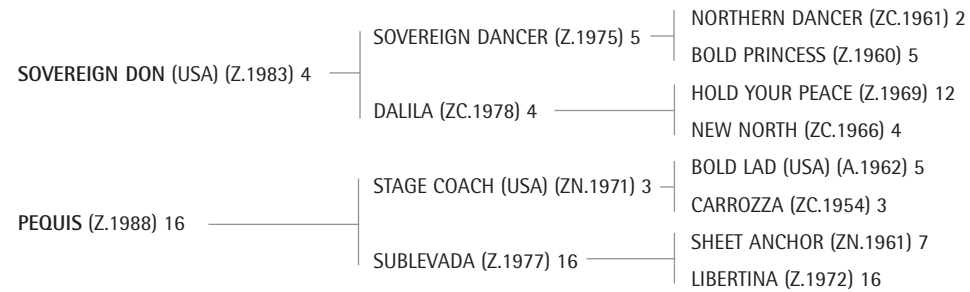 NORTHERN DANCER (ZC.1961) 2
SOVEREIGN DANCER (Z.1975) 5
BOLD PRINCESS (Z.1960) 5
SOVEREIGN DON (USA) (Z.1983) 4
HOLD YOUR PEACE (Z.1969) 12
DALILA (ZC.1978) 4
NEW NORTH (ZC.1966) 4
BOLD LAD (USA) (A.1962) 5
STAGE COACH (USA) (ZN.1971) 3
CARROZZA (ZC.1954) 3
PEQUIS (Z.1988) 16
SHEET ANCHOR (ZN.1961) 7
SUBLEVADA (Z.1977) 16
LIBERTINA (Z.1972) 16